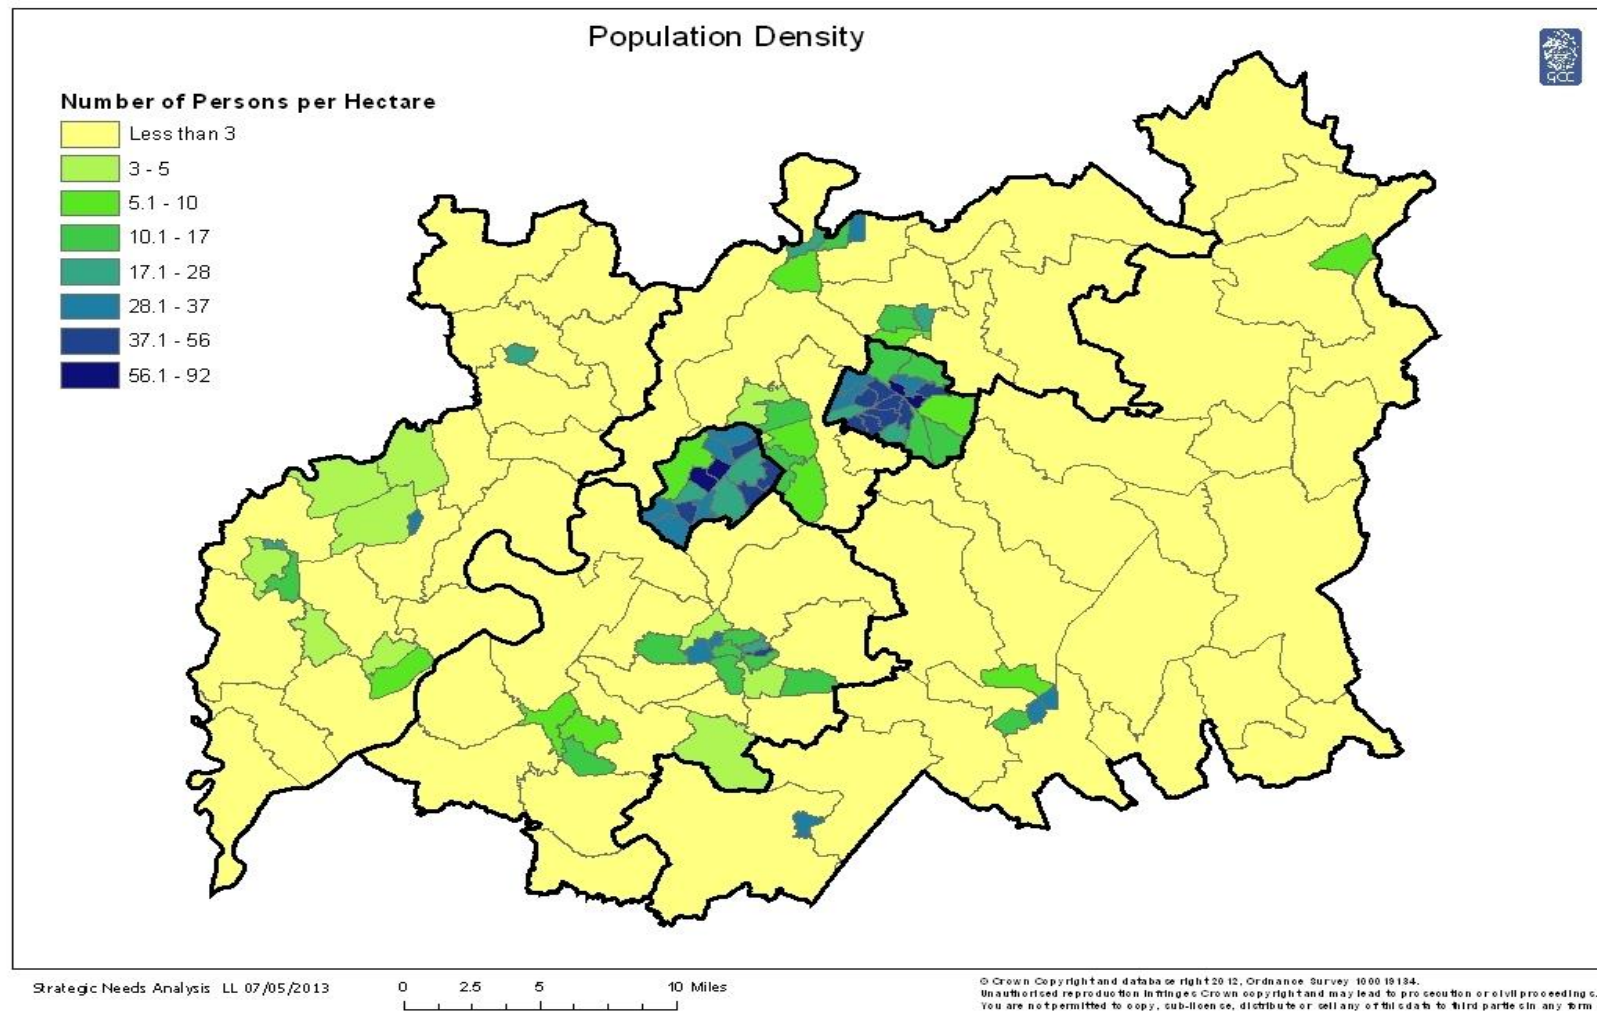 Population Density
GCC
Number of Persons per Hectare
Less than 3
3 - 5
5.1 - 10
10.1 - 17
17.1 - 28
28.1 - 37
37.1 - 56
56.1 - 92
Strategic Needs Analysis LL 07/05/2013
0 2.5 5 10 Miles
© Crown Copyright and database right 2012, Ordnance Survey 100019134.
Unauthorised reproduction infringes Crown copyright and may lead to prosecution or civil proceedings.
You are not permitted to copy, sub-license, distribute or sell any of this data to third parties in any form